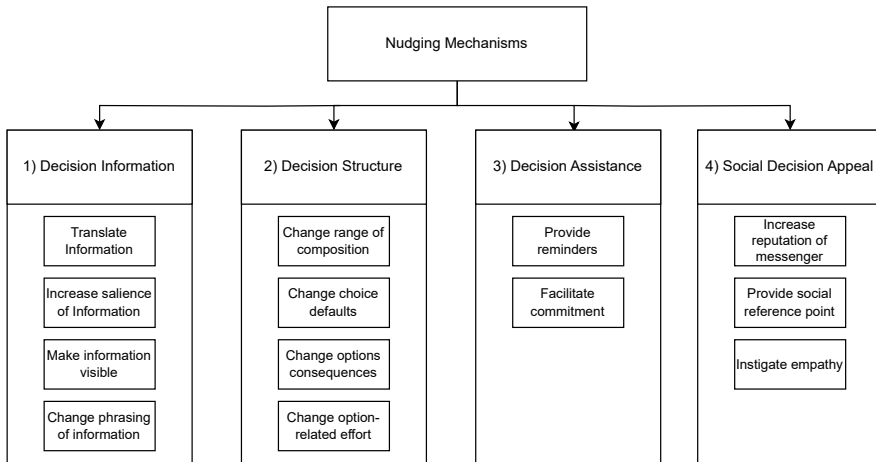 Nudging Mechanisms
1) Decision Information
Translate
Information
Increase salience
of Information
Make information
visible
Change phrasing
of information
2) Decision Structure
Change range of
composition
Change choice
defaults
Change options
consequences
Change option-
related effort
3) Decision Assistance
Provide
reminders
Facilitate
commitment
4) Social Decision Appeal
Increase
reputation of
messenger
Provide social
reference point
Instigate empathy